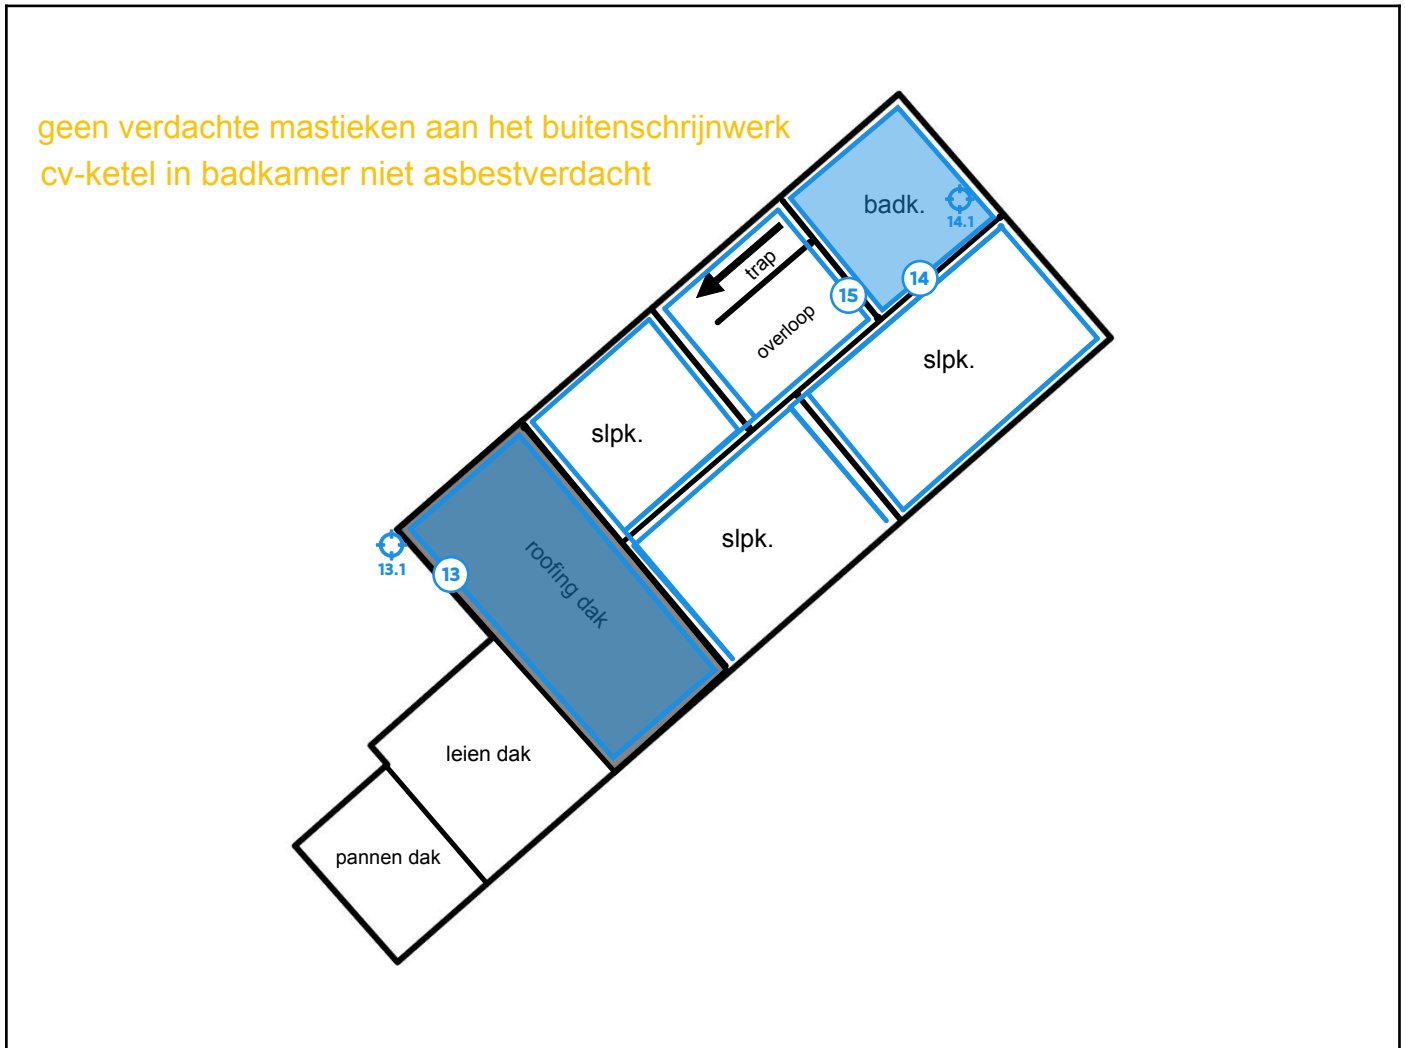 geen verdachte mastieken aan het buitenschrijnwerk
cv-ketel in badkamer niet asbestverdacht
badk.
14.1
trap
14
15
overloop
slpk.
slpk.
slpk.
roofing dak
13.1
13
leien dak
pannen dak